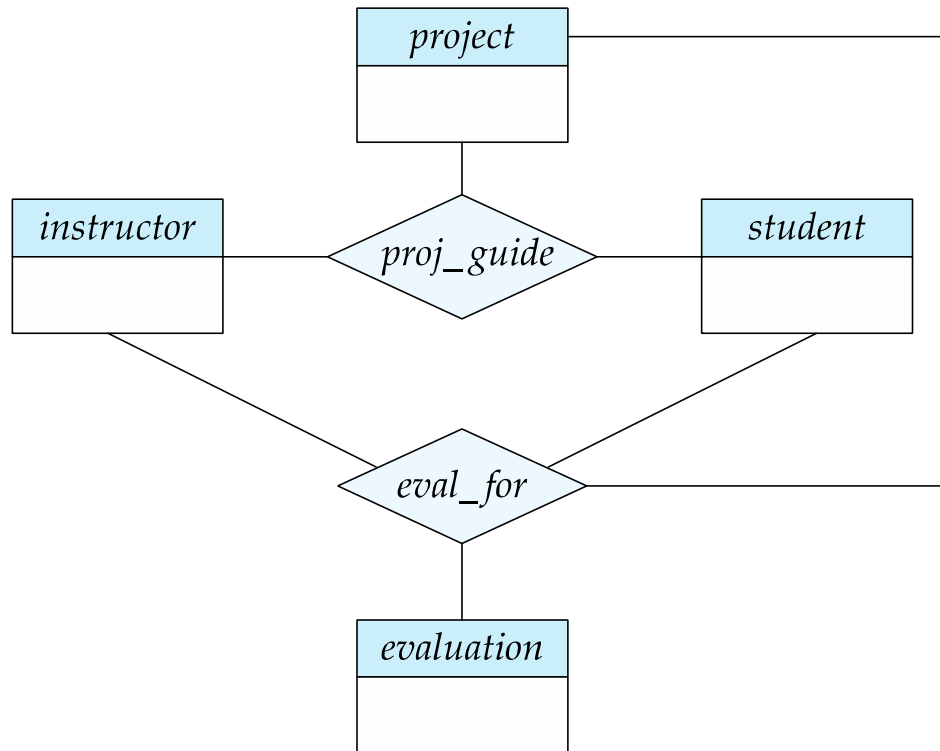 project
instructor
proj_guide
student
eval_for
evaluation